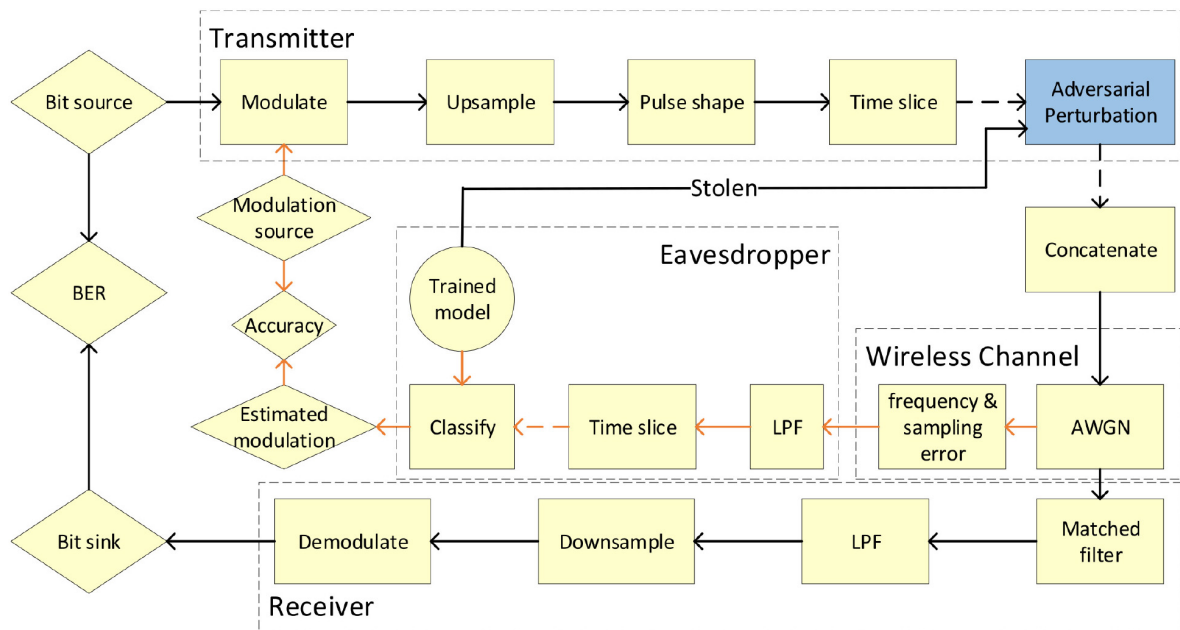 Transmitter
Bit source
Modulate
Upsample
Pulse shape
Time slice
Adversarial
Perturbation
Stolen
Modulation
source
Concatenate
Eavesdropper
BER
Trained
model
Accuracy
Wireless Channel
Estimated
modulation
Classify
Time slice
LPF
frequency &
sampling
error
AWGN
Bit sink
Demodulate
Downsample
LPF
Matched
filter
Receiver